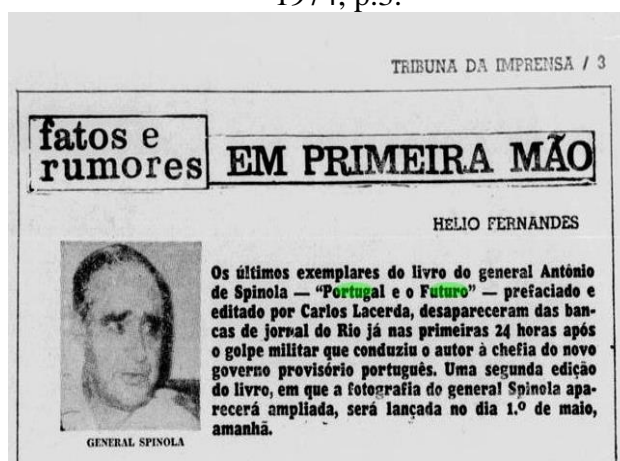 1974, p.3.
TRIBUNA DA IMPRENSA / 3
fatos e
rumores
EM PRIMEIRA MÃO
HELIO FERNANDES
Os últimos exemplares do livro do general Antônio
de Spinola — “Portugal e o Futuro” — prefaciado e
editado por Carlos Lacerda, desapareceram das ban-
cas de jornal do Rio já nas primeiras 24 horas após
o golpe militar que conduziu o autor à chefia do novo
governo provisório português. Uma segunda edição
do livro, em que a fotografia do general Spinola apa-
recerá ampliada, será lançada no dia 1.º de maio,
amanhã.
GENERAL SPINOLA